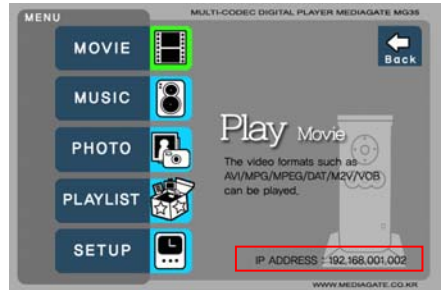 MENU
MULTI-CODEC DIGITAL PLAYER MEDIAGATE MG35
MOVIE
Back
MUSIC
PHOTO
PLAYLIST
SETUP
Play Movie
The video formats such as
AVI/MPG/MPEG/DAT/M2V/VOB
can be played.
IP ADDRESS : 192.168.001.002
WWW.MEDIAGATE.CO.KR